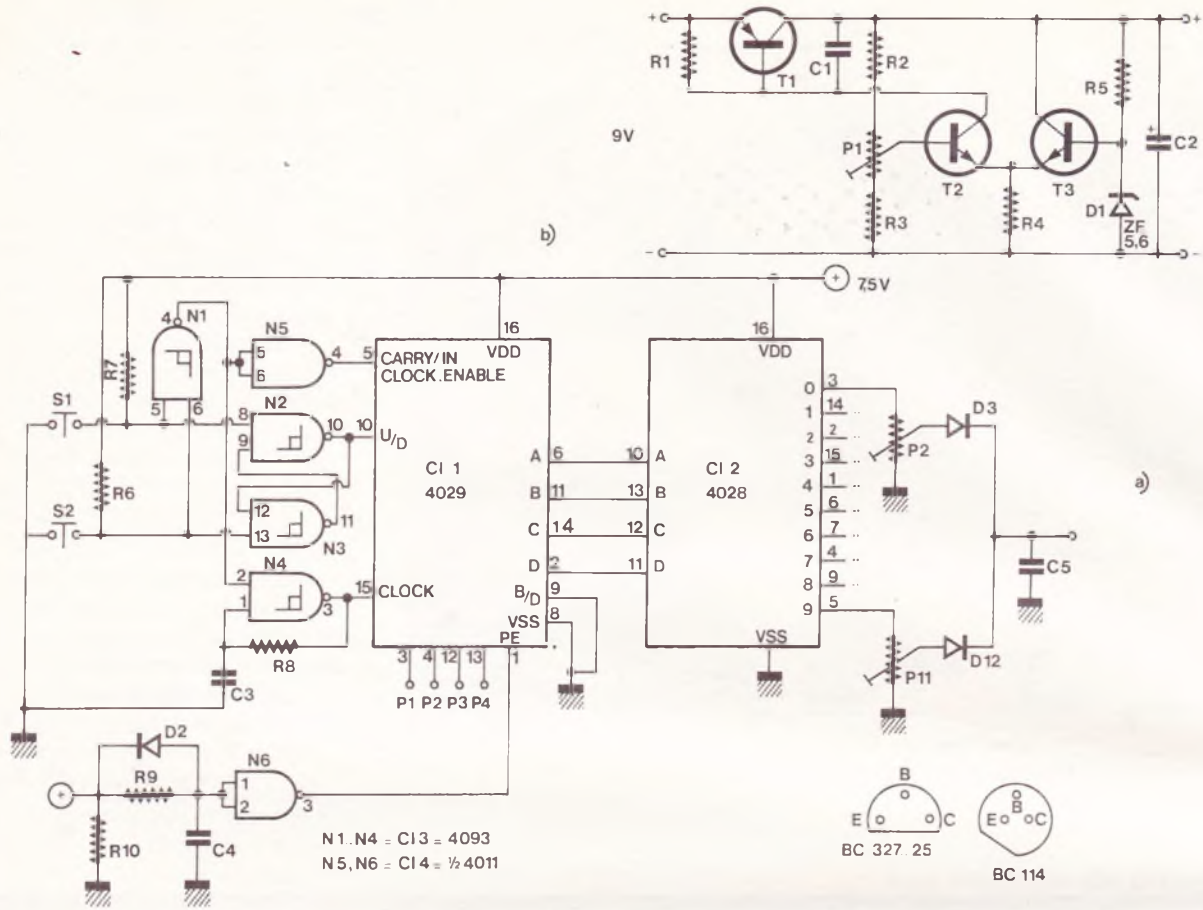 +
+
R1
T1
C1
R2
R5
9V
P1
T2
T3
+
C2
R3
R4
D1
ZF
5,6
b)
-
-
+
7,5V
4
N1
N5
16
VDD
16
VDD
R7
5
6
4
5
CARRY/IN
CLOCK.ENABLE
3
0
D3
S1
5
6
N2
8
9
10
10
U/D
1
14
..
P2
2
2
..
A
6
10
A
3
15
..
CI 1
4029
CI 2
4028
a)
R6
4
1
..
B
11
13
B
12
13
11
5
6
..
S2
N3
C
14
12
C
6
7
..
N4
D
2
11
D
7
4
..
2
1
3
15
CLOCK
B/D
9
8
9
..
C5
VSS
8
9
5
R8
PE
VSS
C3
3
4
12
13
1
P11
D12
P1 P2 P3 P4
D2
N6
+
R9
1
2
3
B
B
E
C
E
C
R10
C4
N1..N4 = CI3 = 4093
N5,N6 = CI4 = ½ 4011
BC 327..25
BC 114